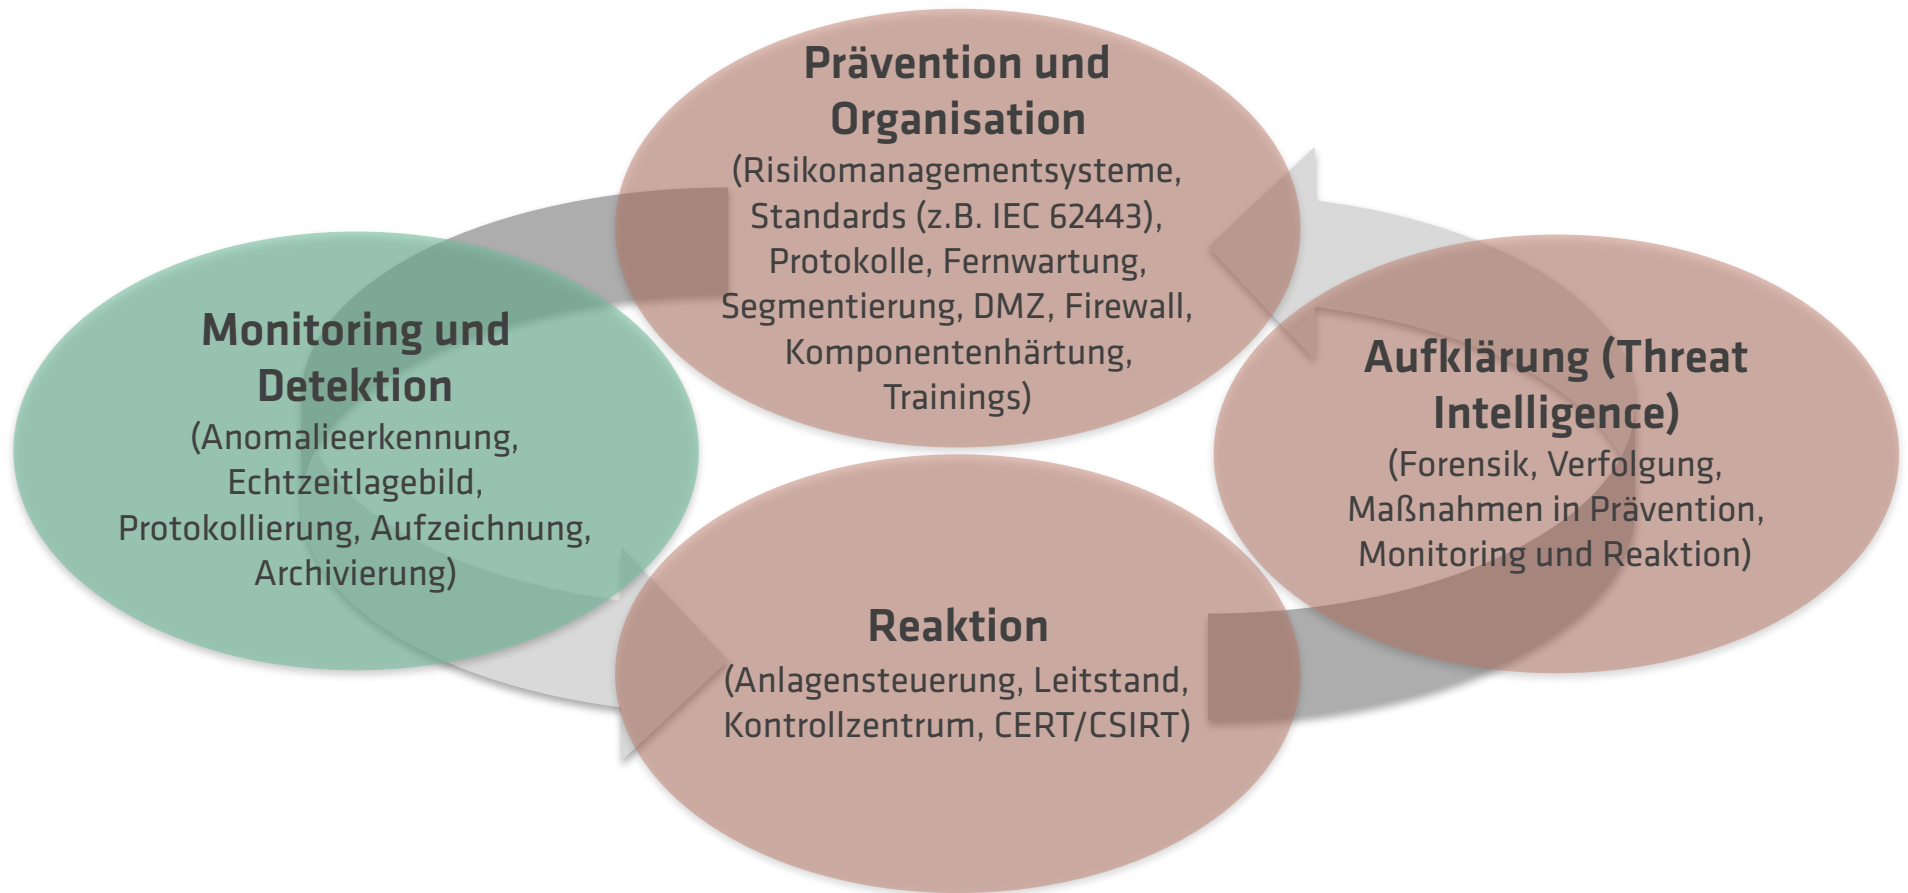 Prävention und
Organisation
(Risikomanagementsysteme,
Standards (z.B. IEC 62443),
Protokolle, Fernwartung,
Segmentierung, DMZ, Firewall,
Komponentenhärtung,
Trainings)
Monitoring und
Detektion
(Anomalieerkennung,
Echtzeitlagebild,
Protokollierung, Aufzeichnung,
Archivierung)
Aufklärung (Threat
Intelligence)
(Forensik, Verfolgung,
Maßnahmen in Prävention,
Monitoring und Reaktion)
Reaktion
(Anlagensteuerung, Leitstand,
Kontrollzentrum, CERT/CSIRT)